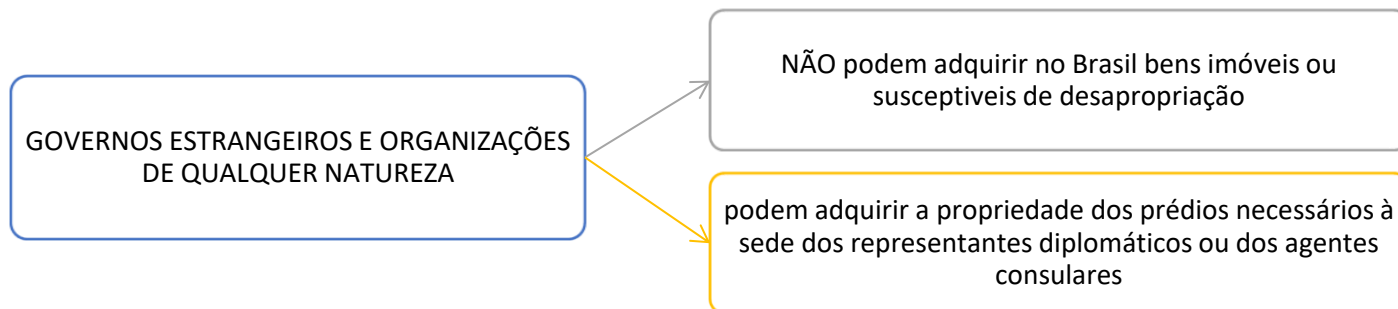 GOVERNOS ESTRANGEIROS E ORGANIZAÇÕES
DE QUALQUER NATUREZA
NÃO podem adquirir no Brasil bens imóveis ou
susceptiveis de desapropriação
podem adquirir a propriedade dos prédios necessários à
sede dos representantes diplomáticos ou dos agentes
consulares